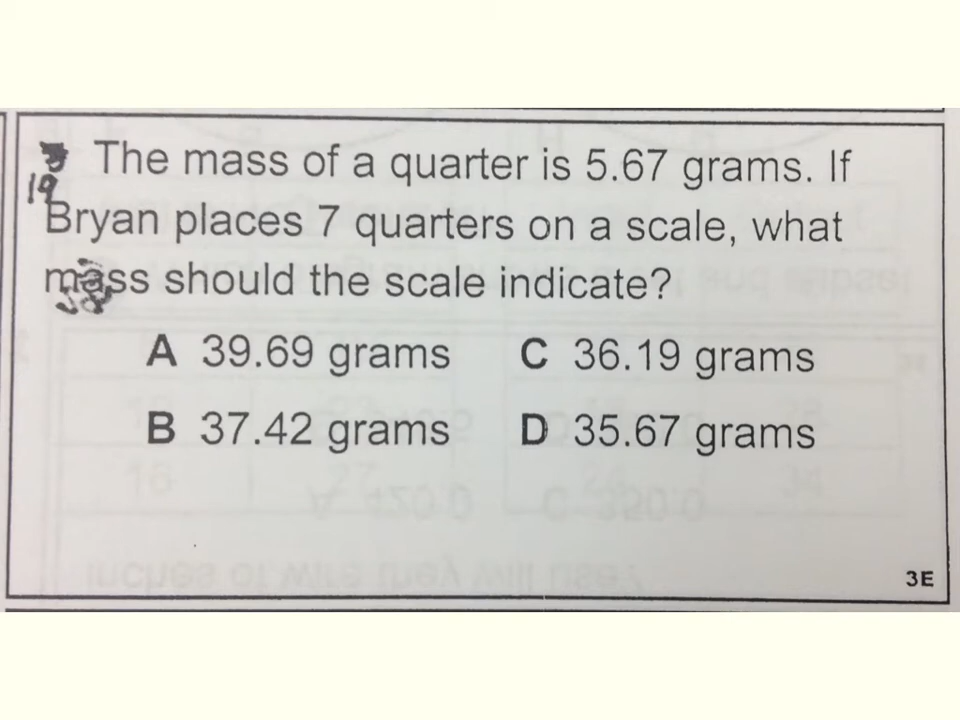 19 The mass of a quarter is 5.67 grams. If
Bryan places 7 quarters on a scale, what
mass should the scale indicate?
A 39.69 grams C 36.19 grams
B 37.42 grams D 35.67 grams
3E